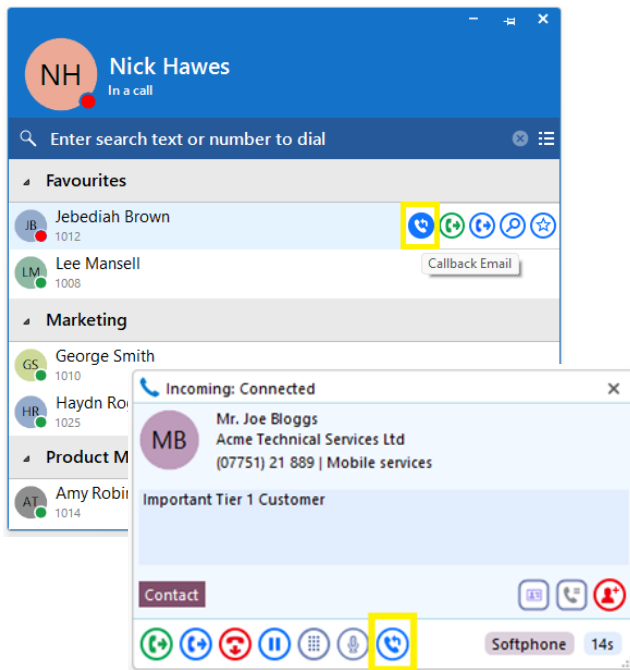 NH
Nick Hawes
In a call
Enter search text or number to dial
Favourites
JB
Jebediah Brown
1012
Callback Email
LM
Lee Mansell
1008
Marketing
GS
George Smith
1010
HR
Haydn
1025
Product
AT
Amy
1014
Incoming: Connected
MB
Mr. Joe Bloggs
Acme Technical Services Ltd
(07751) 21 889 | Mobile services
Important Tier 1 Customer
Contact
Softphone
14s